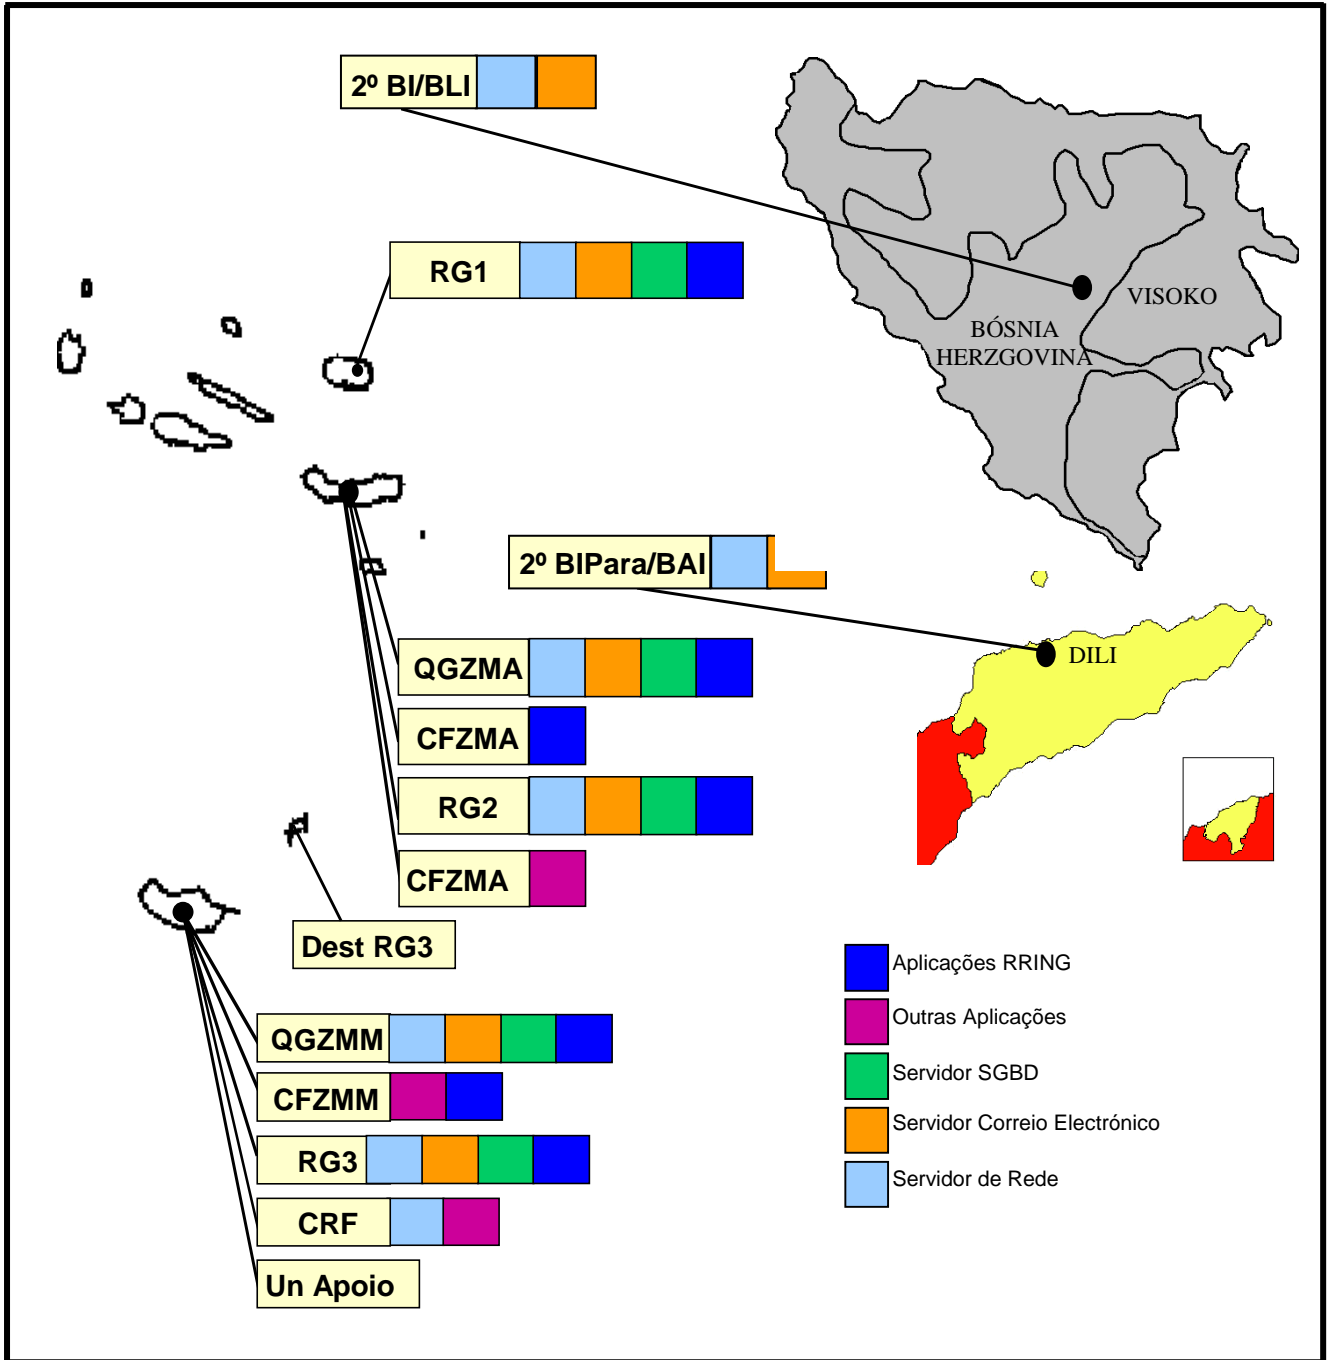 2º BI/BLI
RG1
VISOKO
BÓSNIA
HERZGOVINA
2º BIPara/BAI
DILI
QGZMA
CFZMA
RG2
CFZMA
Dest RG3
QGZMM
CFZMM
RG3
CRF
Un Apoio
Aplicações RRING
Outras Aplicações
Servidor SGBD
Servidor Correio Electrónico
Servidor de Rede